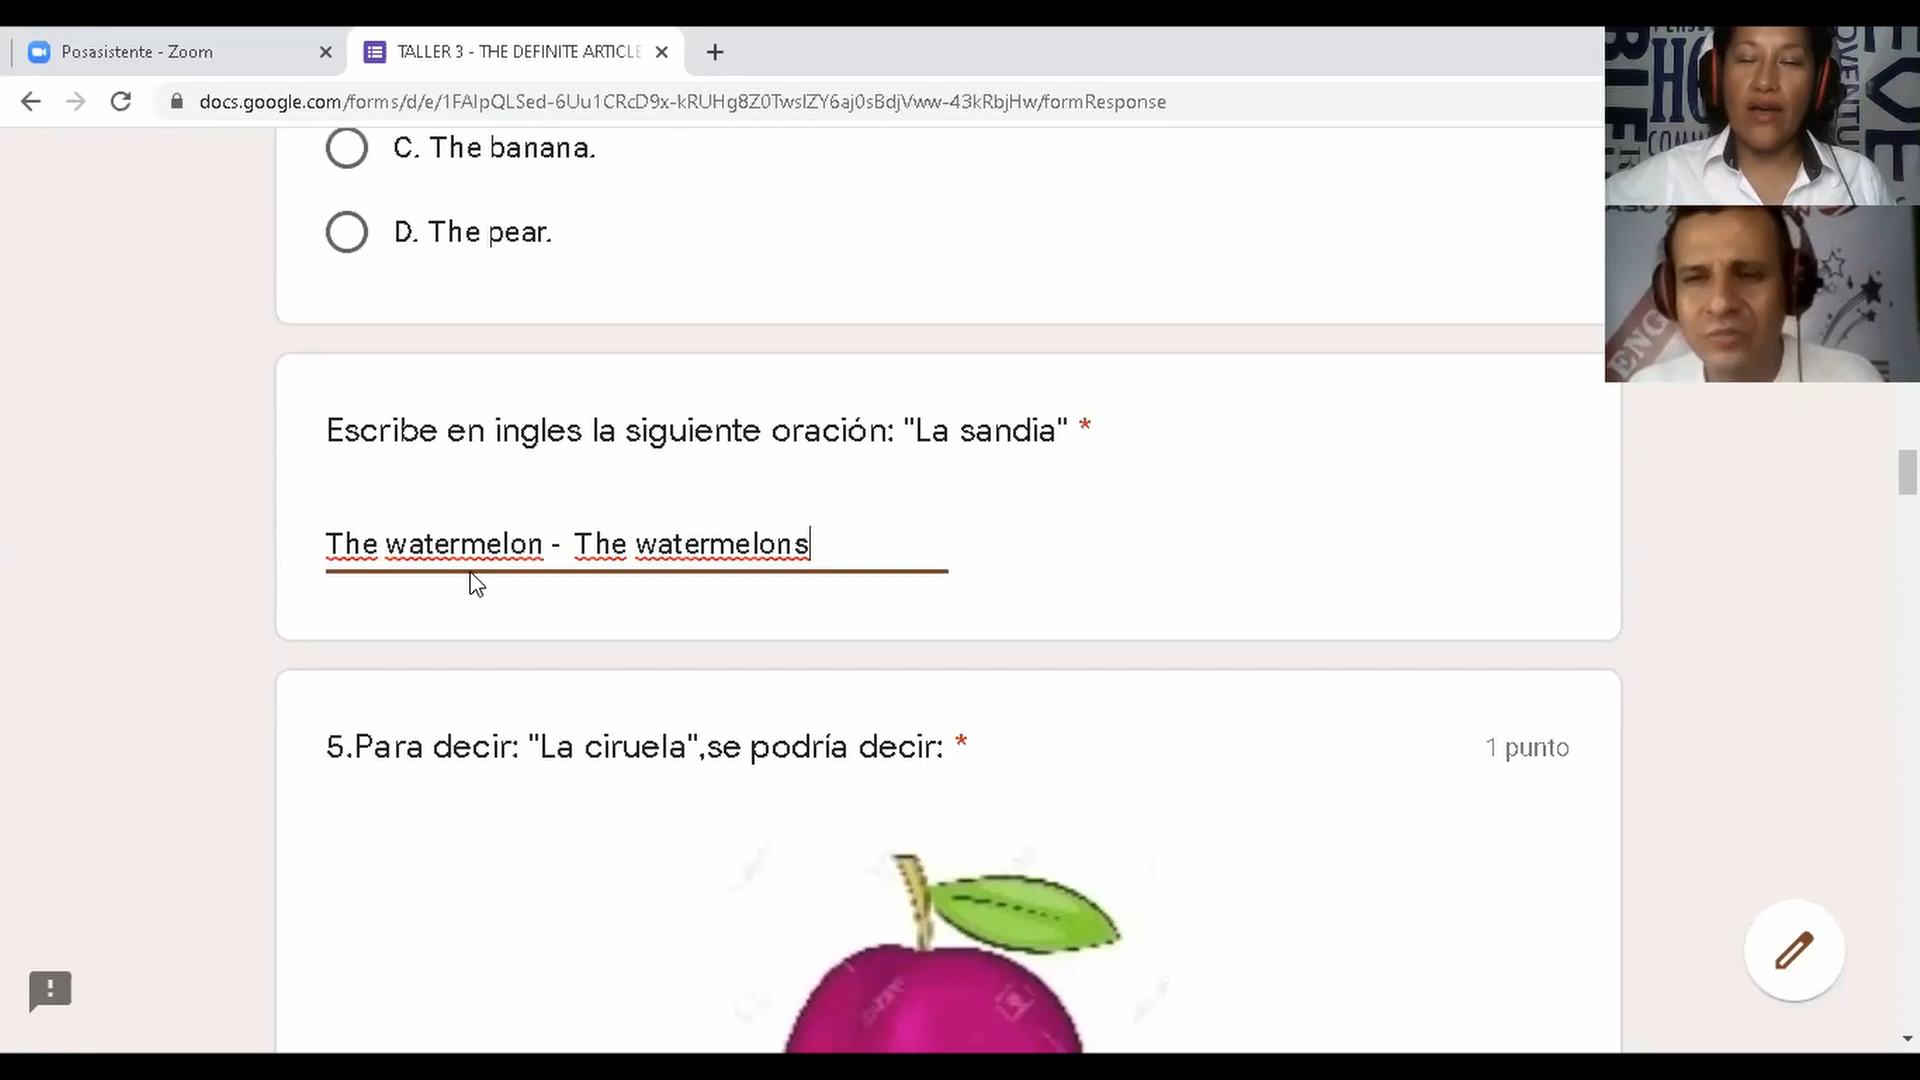 Posasistente - Zoom
TALLER 3 - THE DEFINITE ARTICLE
docs.google.com/forms/d/e/1FAIpQLSed-6Uu1CRcD9x-kRUHg8Z0TwsIZY6aj0sBdjVww-43kRbjHw/formResponse
C. The banana.
D. The pear.
Escribe en ingles la siguiente oración: "La sandia" *
The watermelon - The watermelons
5.Para decir: "La ciruela",se podría decir: *
1 punto
ENG